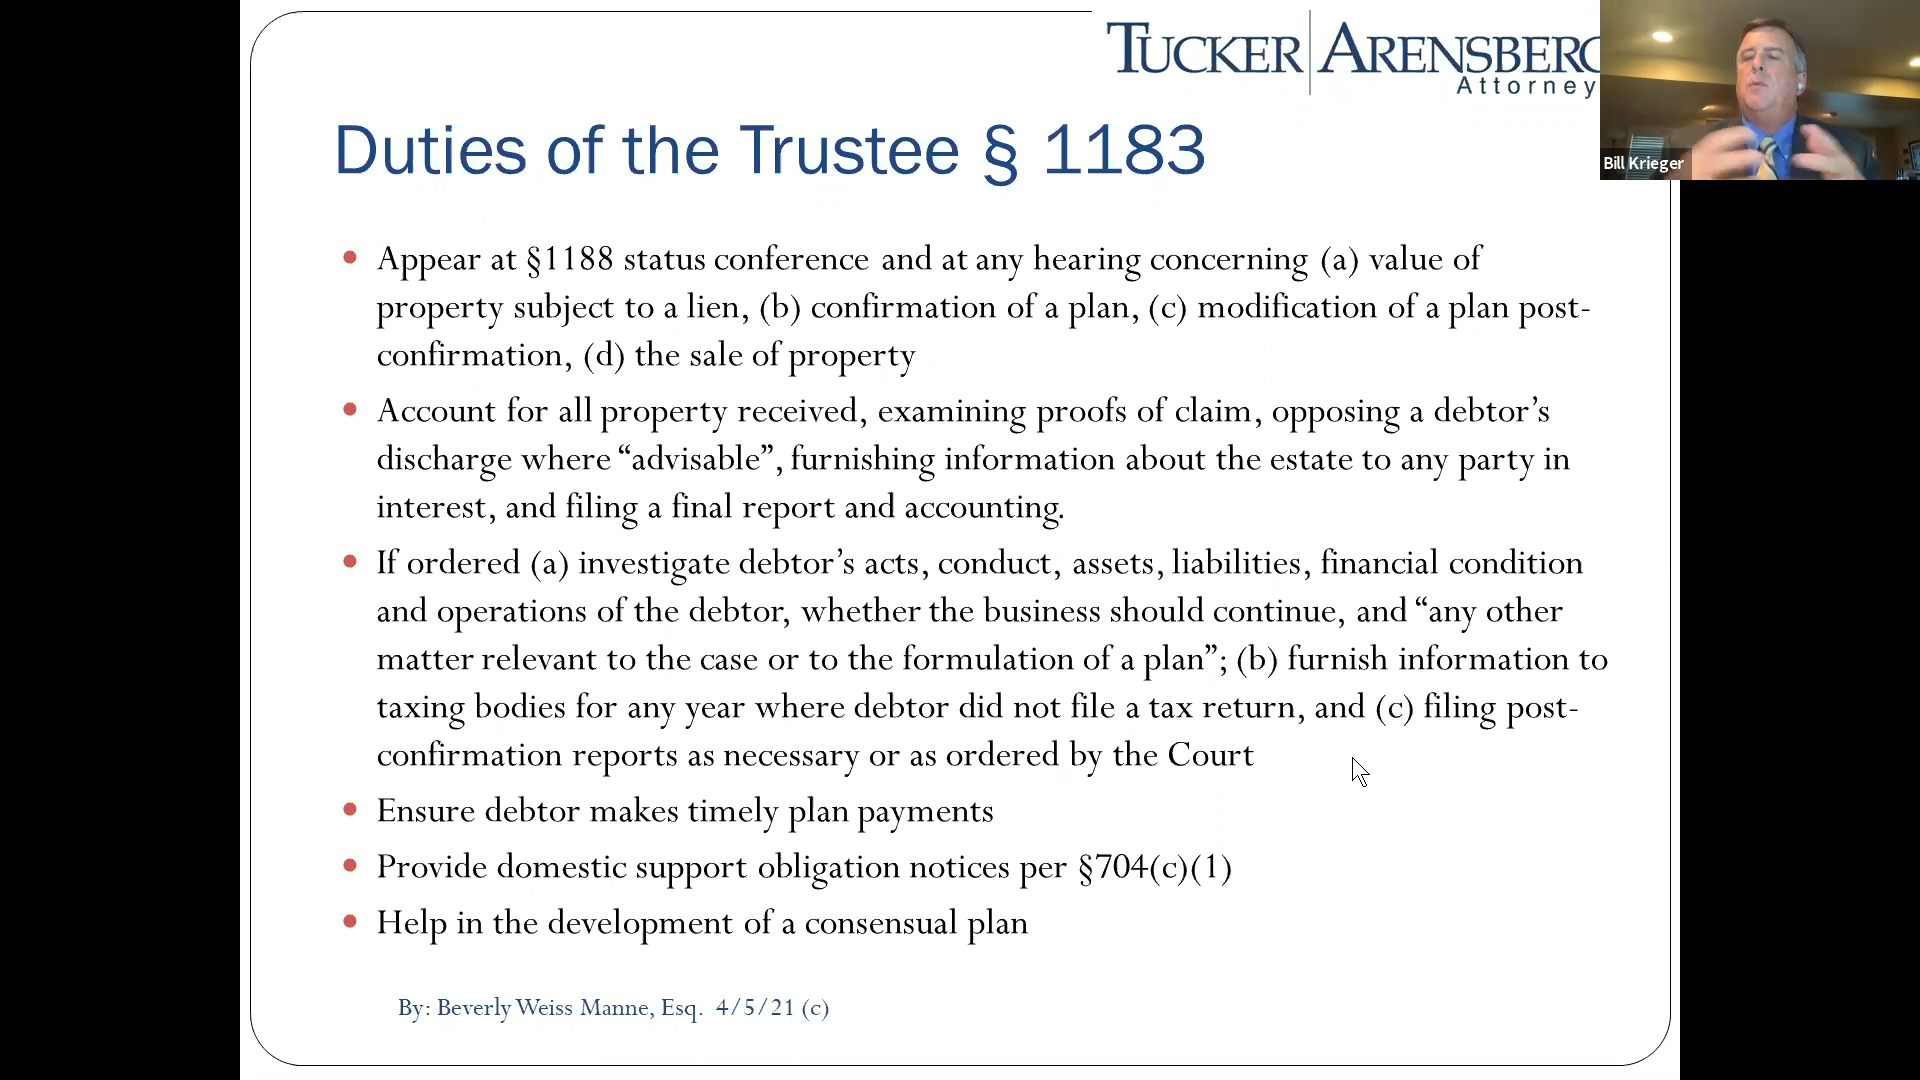 TUCKER ARENSBERG
Attorney
Bill Krieger
Duties of the Trustee § 1183
• Appear at §1188 status conference and at any hearing concerning (a) value of
property subject to a lien, (b) confirmation of a plan, (c) modification of a plan post-
confirmation, (d) the sale of property
• Account for all property received, examining proofs of claim, opposing a debtor’s
discharge where “advisable”, furnishing information about the estate to any party in
interest, and filing a final report and accounting.
• If ordered (a) investigate debtor’s acts, conduct, assets, liabilities, financial condition
and operations of the debtor, whether the business should continue, and “any other
matter relevant to the case or to the formulation of a plan”; (b) furnish information to
taxing bodies for any year where debtor did not file a tax return, and (c) filing post-
confirmation reports as necessary or as ordered by the Court
• Ensure debtor makes timely plan payments
• Provide domestic support obligation notices per §704(c)(1)
• Help in the development of a consensual plan
By: Beverly Weiss Manne, Esq. 4/5/21 (c)